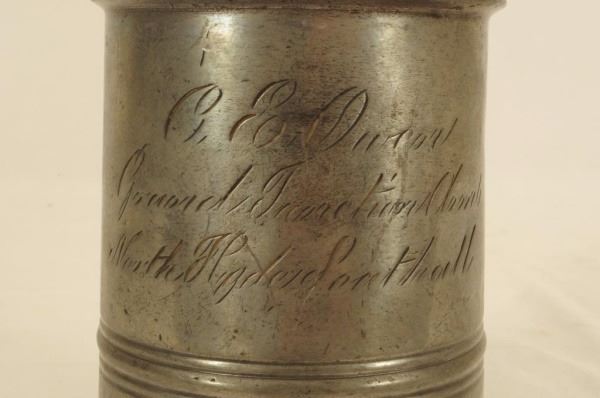 C. E. Owen
Grand Junction Arms
North Hyde Southall